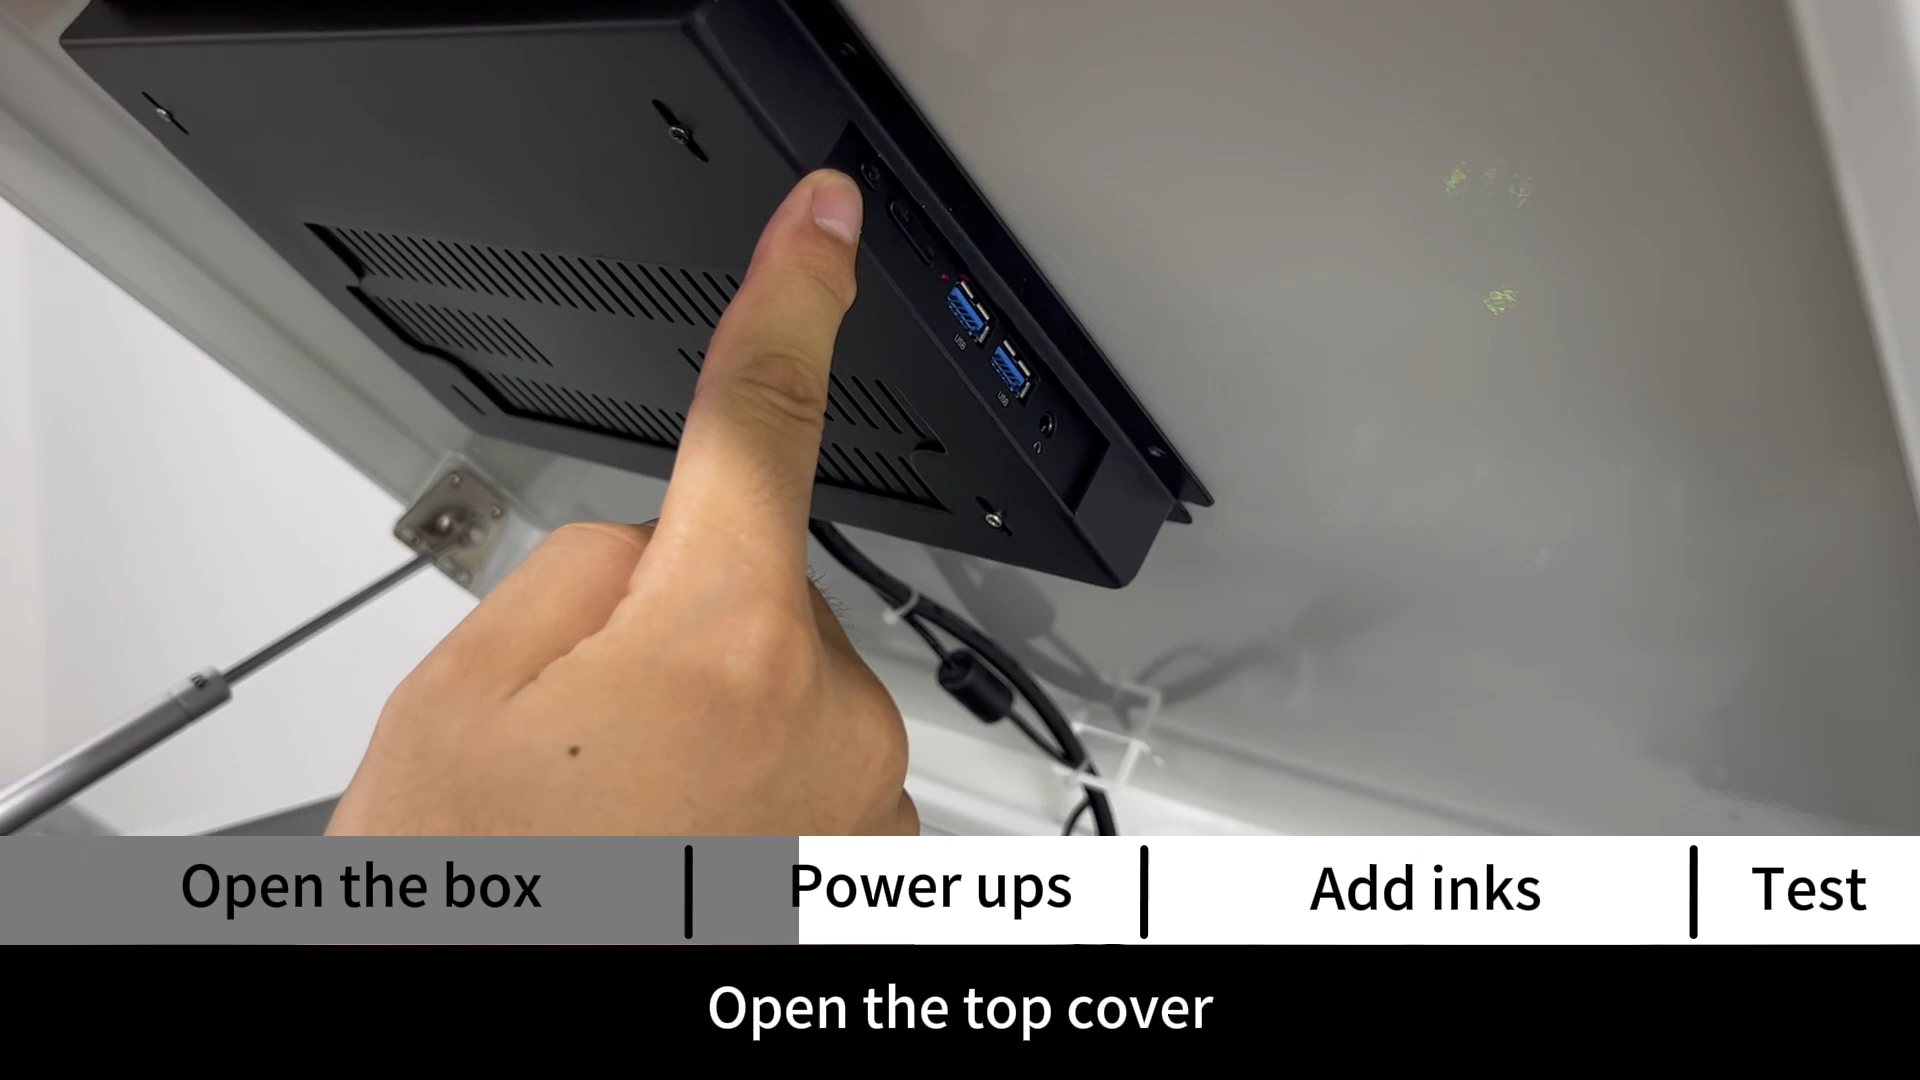 USB
USB
Open the box
Power ups
Add inks
Test
Open the top cover